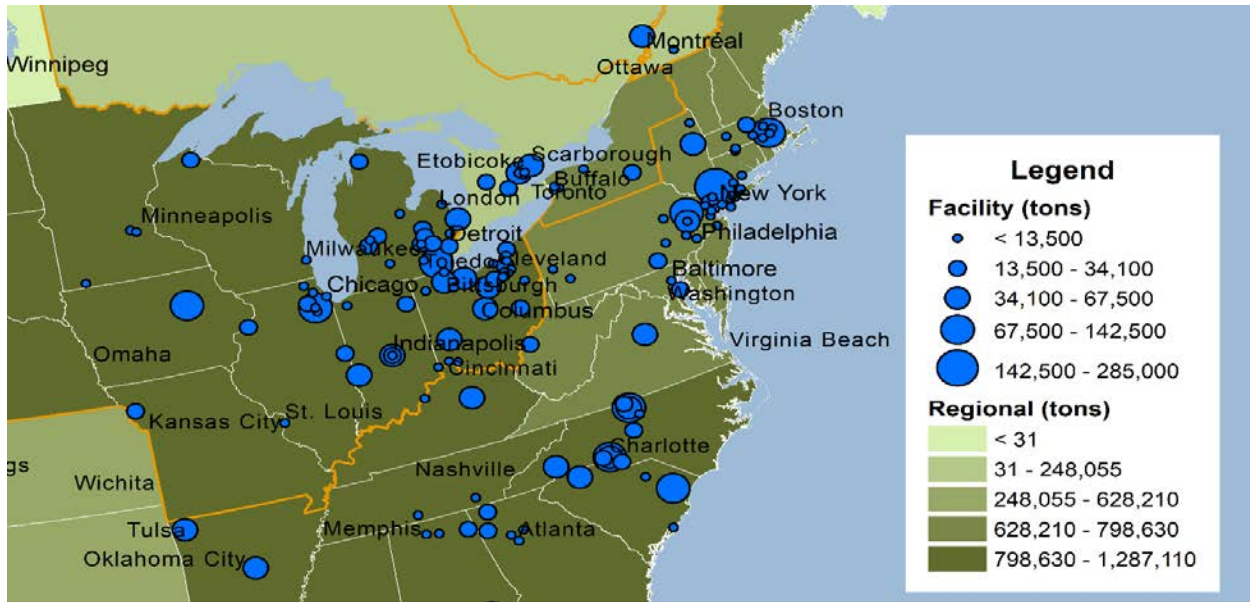 Montréal
Winnipeg
Ottawa
Boston
Etobicoke Scarborough
Buffalo
London Toronto
New York
Minneapolis
Detroit
Philadelphia
Milwaukee
Cleveland
Baltimore
Chicago Pittsburgh
Washington
Columbus
Virginia Beach
Indianapolis
Omaha
Cincinnati
St. Louis
Kansas City
Charlotte
gs
Nashville
Wichita
Tulsa
Memphis
Atlanta
Oklahoma City
Legend
Facility (tons)
< 13,500
13,500 - 34,100
34,100 - 67,500
67,500 - 142,500
142,500 - 285,000
Regional (tons)
< 31
31 - 248,055
248,055 - 628,210
628,210 - 798,630
798,630 - 1,287,110